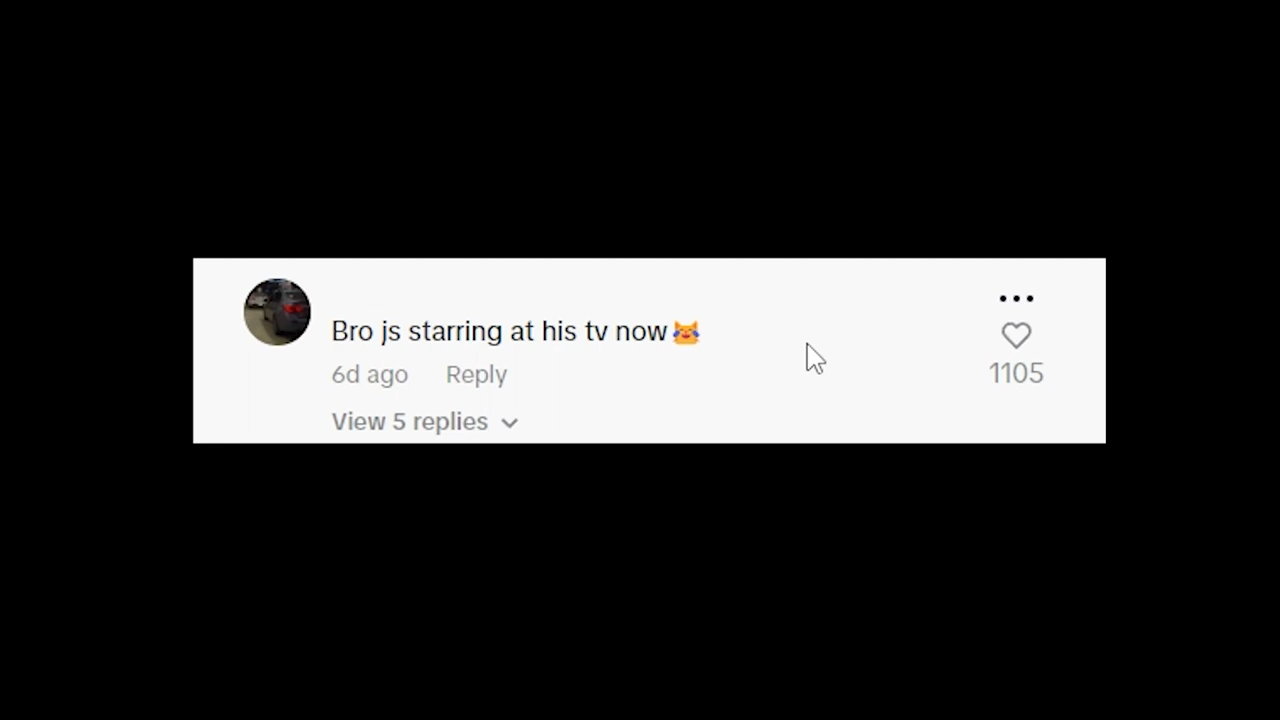 Bro js starring at his tv now😹
6d ago Reply
1105
View 5 replies